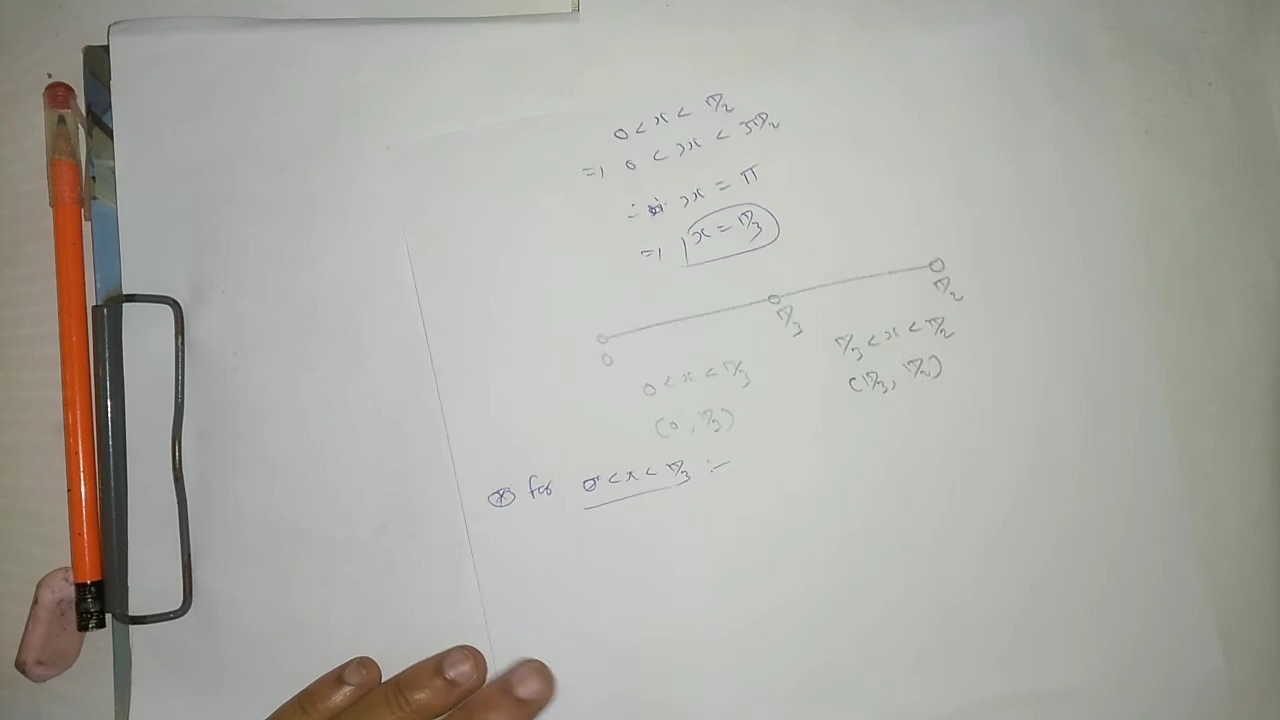 0 < x < π/2
⇒ 0 < 3x < 3π/2
∴ 3x = π
⇒ x = π/3
0 π/3 π/2
0 < x < π/3 π/3 < x < π/2
(0, π/3) (π/3, π/2)
⊛ for 0 < x < π/3 :-